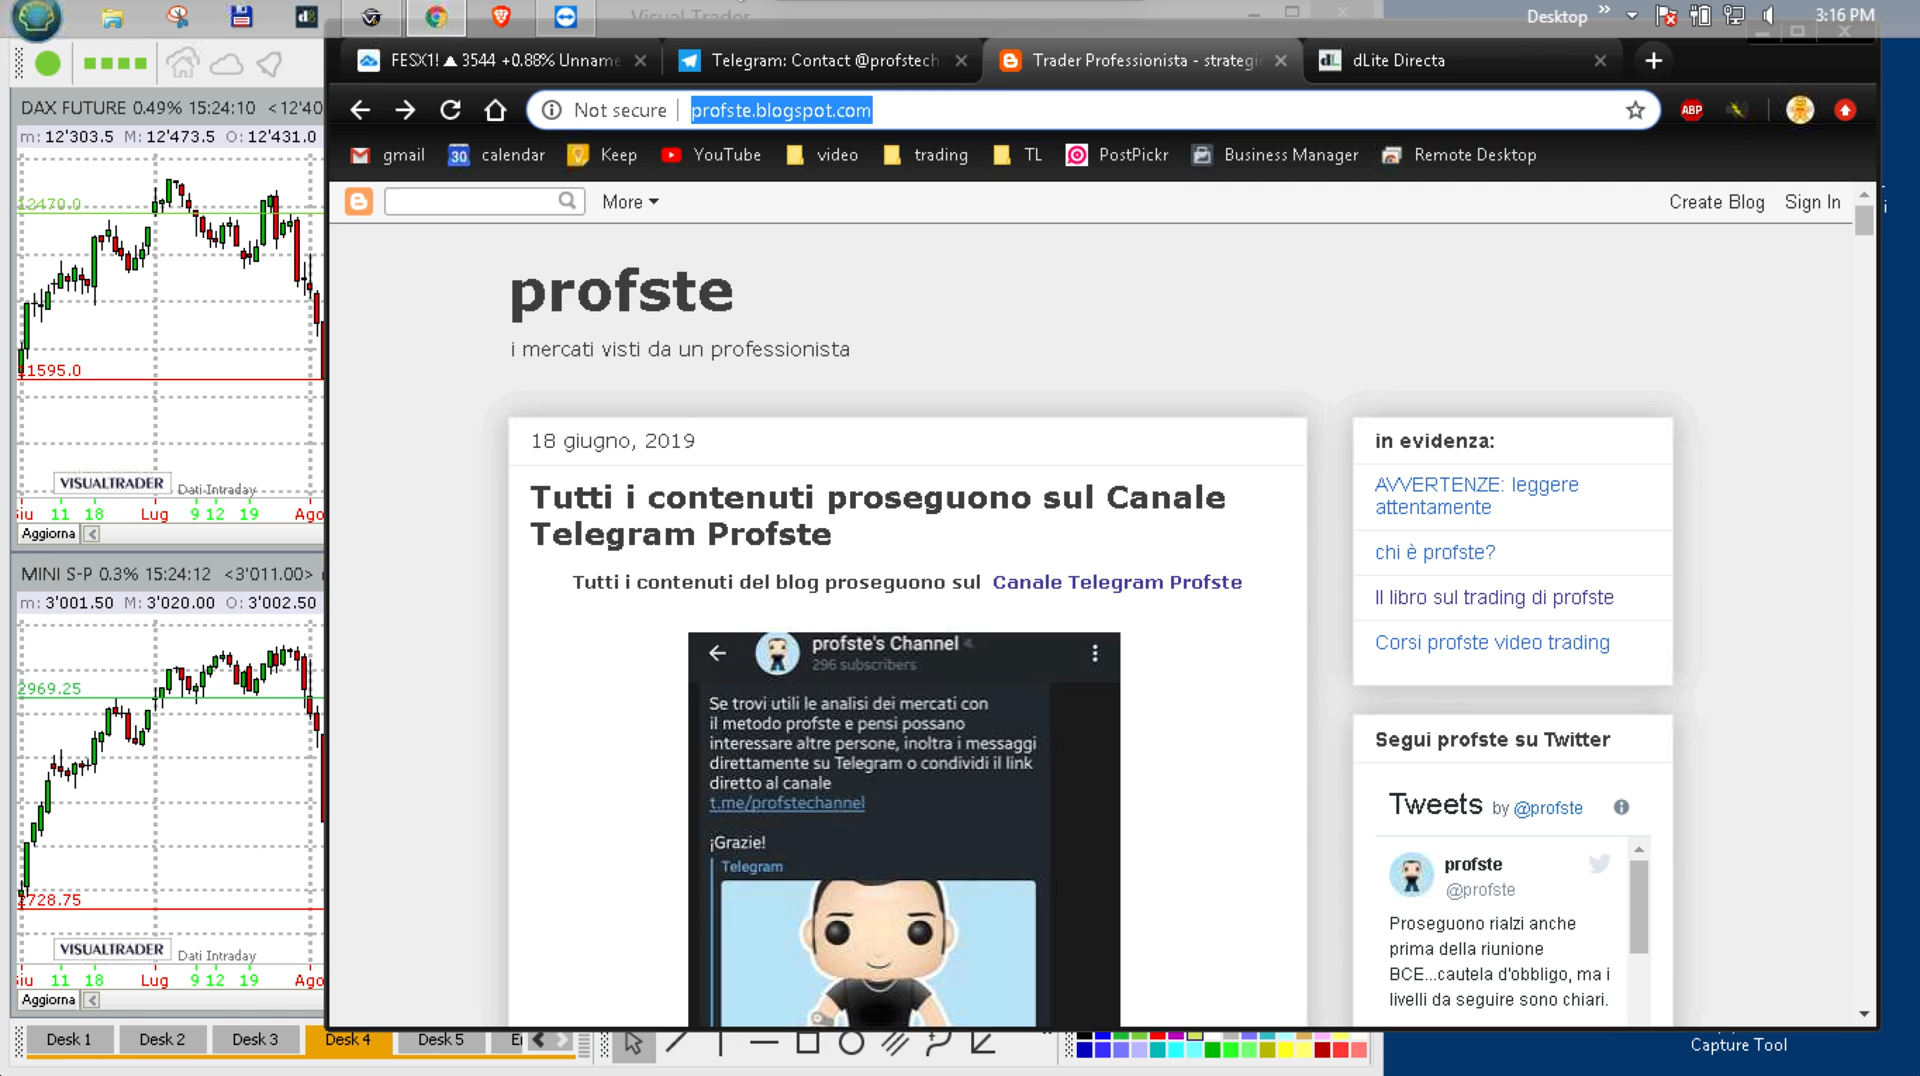 Visual Trader
Desktop
3:16 PM
FESX1! ▲ 3544 +0.88% Unname
Telegram: Contact @profstech
Trader Professionista - strategi
dLite Directa
Not secure
profste.blogspot.com
ABP
gmail
30
calendar
Keep
YouTube
video
trading
TL
PostPickr
Business Manager
Remote Desktop
More
Create Blog
Sign In
DAX FUTURE 0.49% 15:24:10 <12'40
m: 12'303.5 M: 12'473.5 O: 12'431.0
12470.0
11595.0
VISUALTRADER
Dati Intraday
Giu 11 18 Lug 9 12 19 Ago
Aggiorna
MINI S-P 0.3% 15:24:12 <3'011.00>
m: 3'001.50 M: 3'020.00 O: 3'002.50
2969.25
2728.75
VISUALTRADER
Dati Intraday
Giu 11 18 Lug 9 12 19 Ago
Aggiorna
profste
i mercati visti da un professionista
18 giugno, 2019
Tutti i contenuti proseguono sul Canale
Telegram Profste
Tutti i contenuti del blog proseguono sul Canale Telegram Profste
profste's Channel
296 subscribers
Se trovi utili le analisi dei mercati con
il metodo profste e pensi possano
interessare altre persone, inoltra i messaggi
direttamente su Telegram o condividi il link
diretto al canale
t.me/profstechannel
¡Grazie!
Telegram
in evidenza:
AVVERTENZE: leggere
attentamente
chi è profste?
Il libro sul trading di profste
Corsi profste video trading
Segui profste su Twitter
Tweets by @profste
profste
@profste
Proseguono rialzi anche
prima della riunione
BCE...cautela d'obbligo, ma i
livelli da seguire sono chiari.
Desk 1
Desk 2
Desk 3
Desk 4
Desk 5
Capture Tool